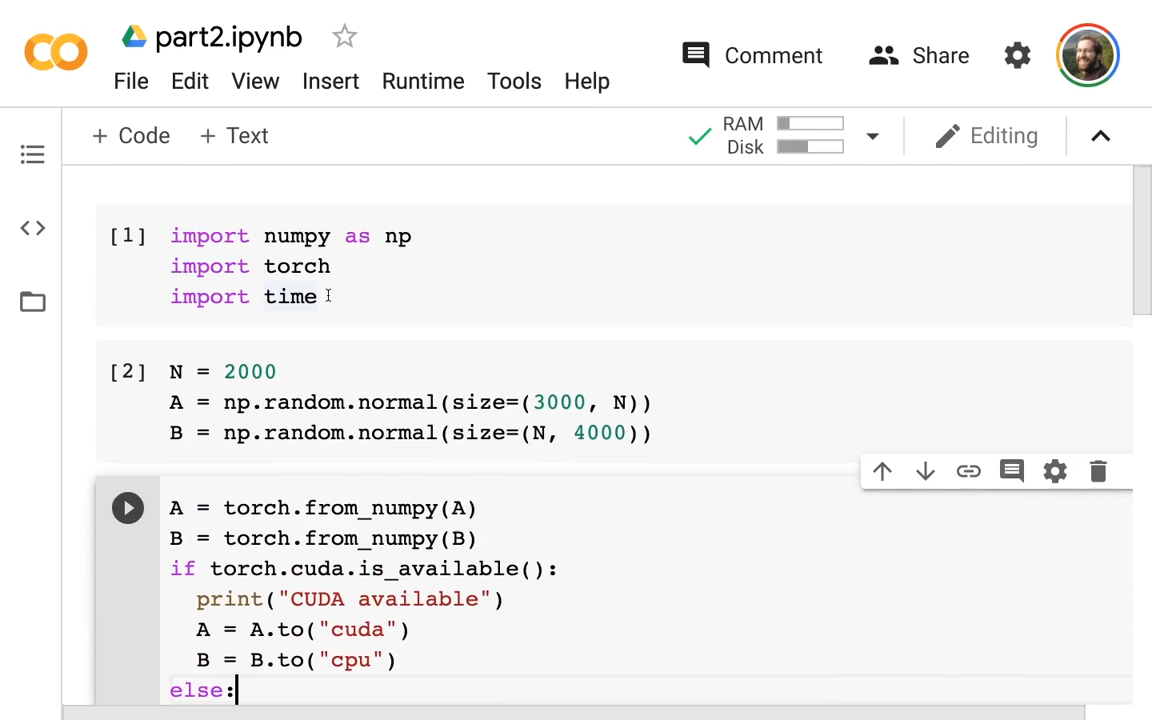 part2.ipynb
Comment
Share
File Edit View Insert Runtime Tools Help
+ Code + Text
RAM
Disk
Editing
[1] import numpy as np
import torch
import time
[2] N = 2000
A = np.random.normal(size=(3000, N))
B = np.random.normal(size=(N, 4000))
A = torch.from_numpy(A)
B = torch.from_numpy(B)
if torch.cuda.is_available():
  print("CUDA available")
  A = A.to("cuda")
  B = B.to("cpu")
else: